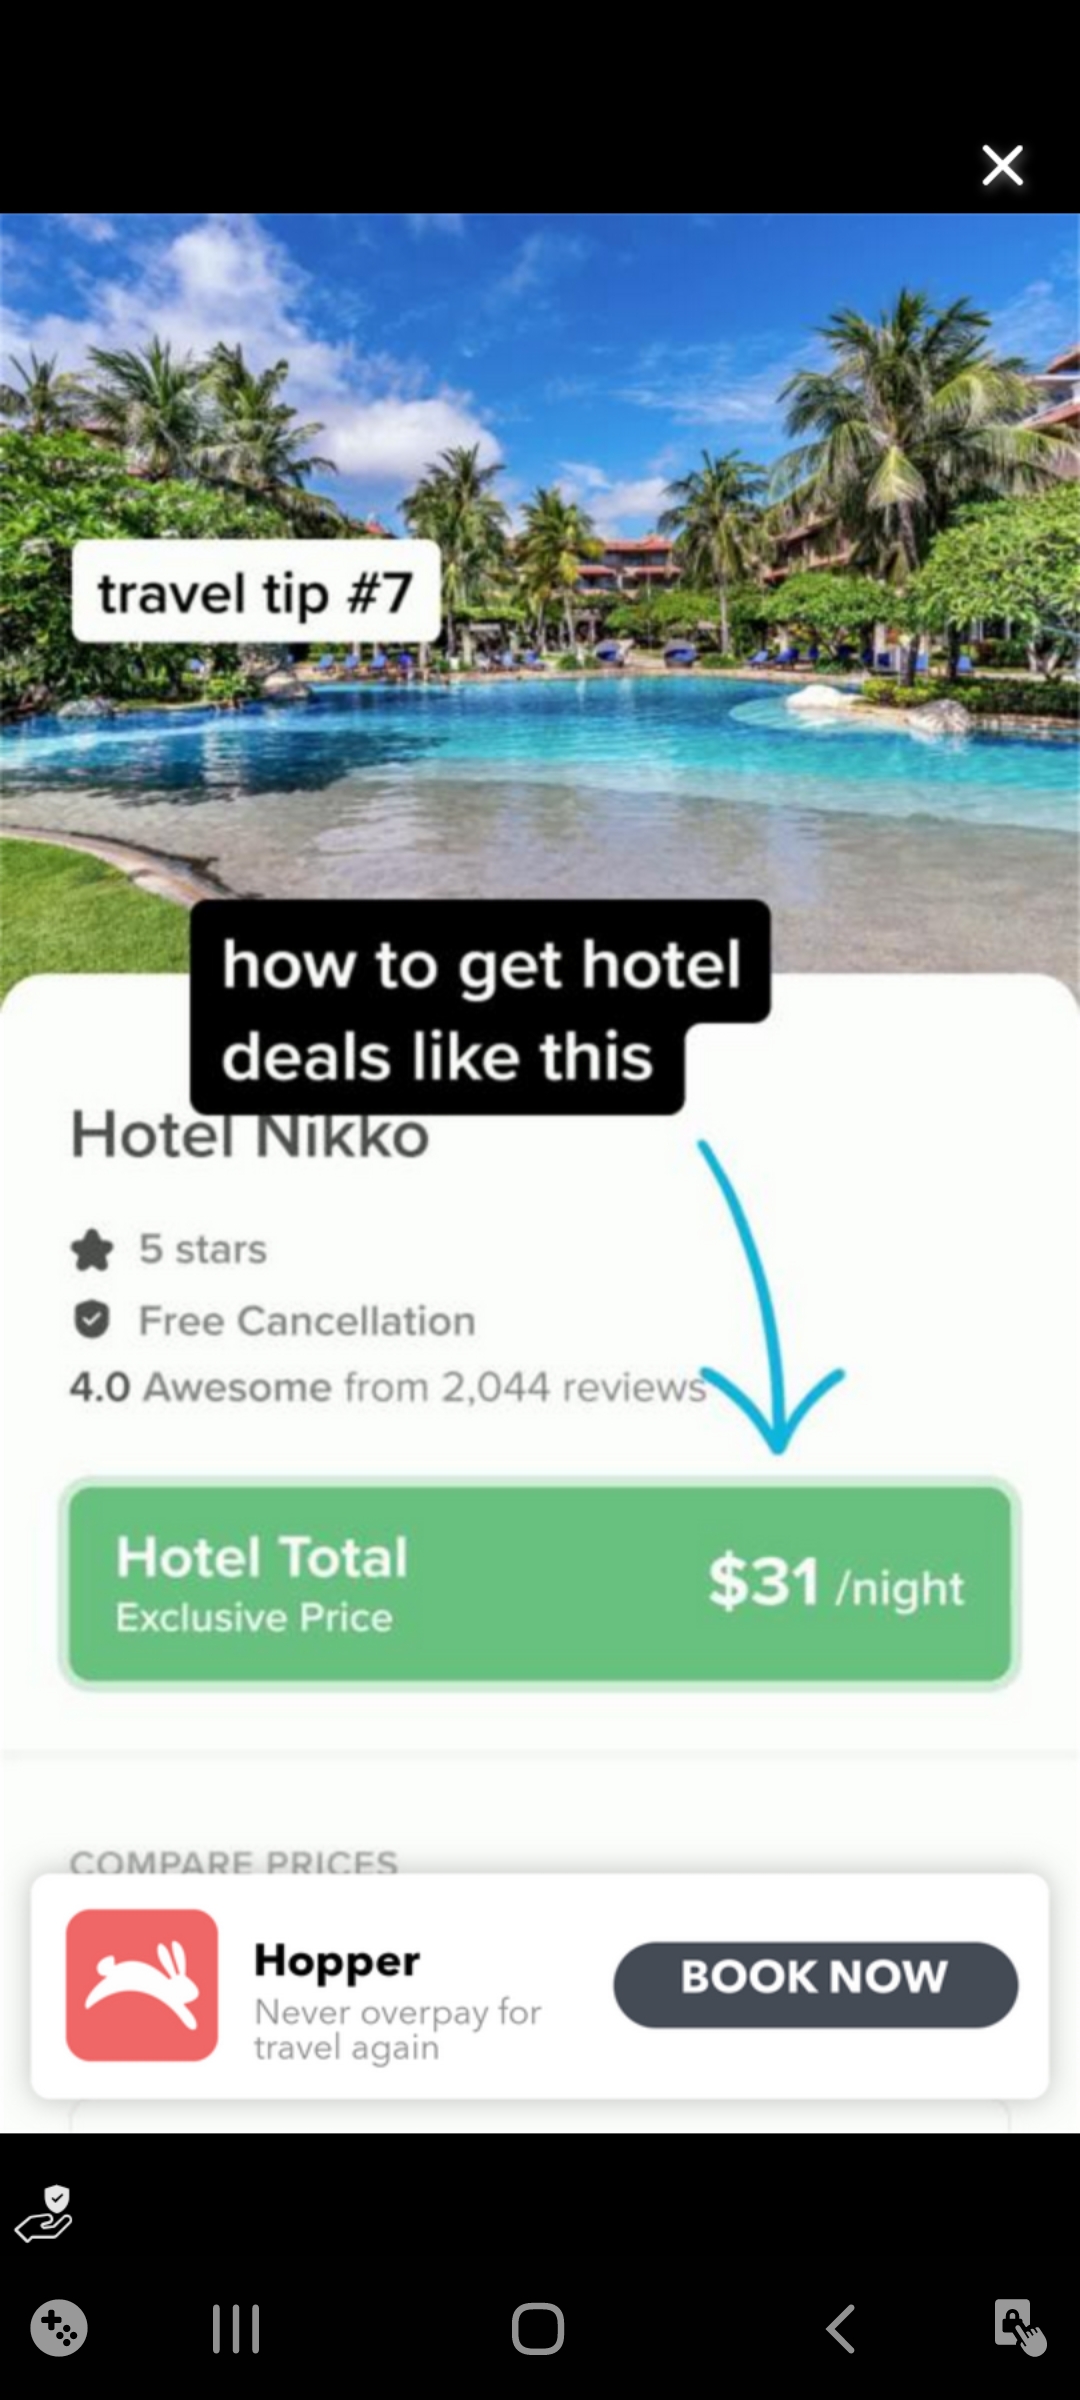 travel tip #7
how to get hotel
deals like this
Hotel Nikko
5 stars
Free Cancellation
4.0 Awesome from 2,044 reviews
Hotel Total
Exclusive Price
$31 /night
COMPARE PRICES
Hopper
Never overpay for
travel again
BOOK NOW